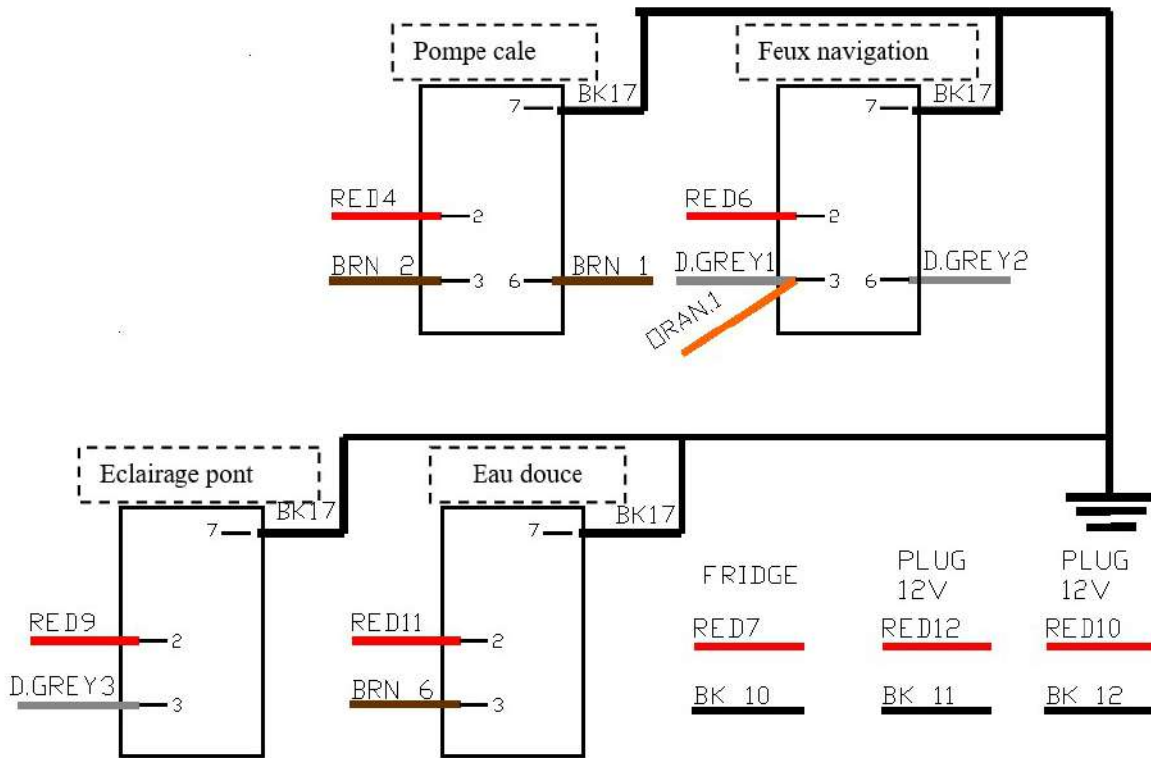 Pompe cale
Feux navigation
7 BK17
7 BK17
RED4
2
RED6
2
BRN 2
3 6
BRN 1
D.GREY1
3 6
D.GREY2
ORAN.1
Eclairage pont
Eau douce
7 BK17
7 BK17
FRIDGE
PLUG
12V
PLUG
12V
RED9
2
RED11
2
RED7
RED12
RED10
D.GREY3
3
BRN 6
3
BK 10
BK 11
BK 12